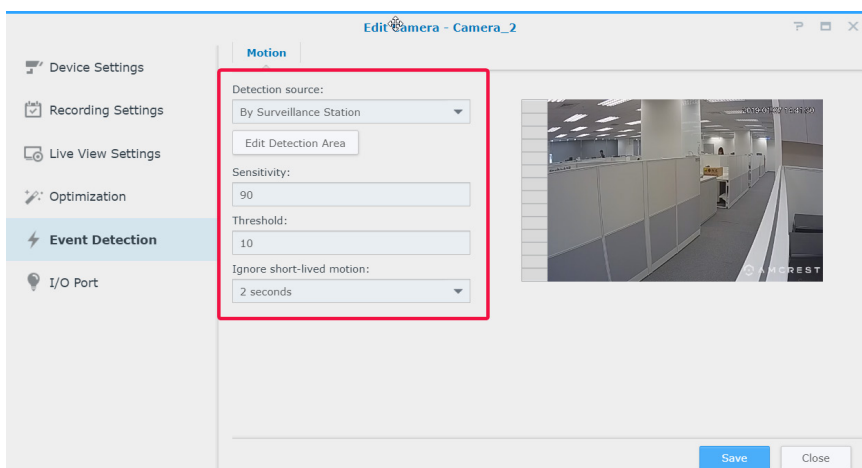 Edit Camera - Camera_2
Device Settings
Recording Settings
Live View Settings
Optimization
Event Detection
I/O Port
Motion
Detection source:
By Surveillance Station
Edit Detection Area
Sensitivity:
90
Threshold:
10
Ignore short-lived motion:
2 seconds
AMCREST
Save
Close